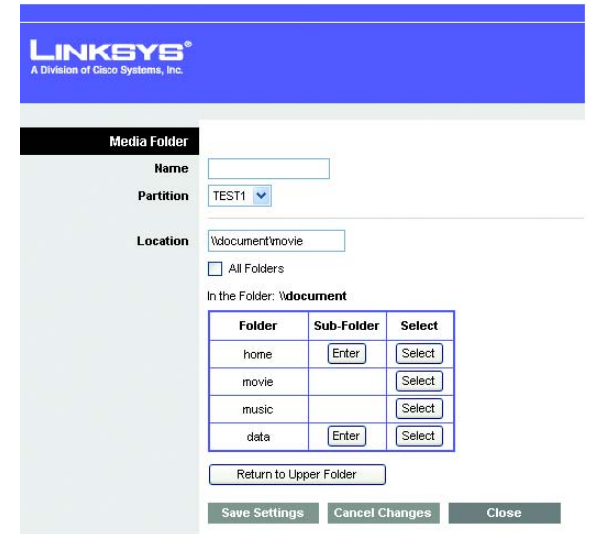 LINKSYS®
A Division of Cisco Systems, Inc.
Media Folder
Name
Partition TEST1
Location \\document\movie
All Folders
In the Folder: \\document
Folder Sub-Folder Select
home Enter Select
movie Select
music Select
data Enter Select
Return to Upper Folder
Save Settings Cancel Changes Close